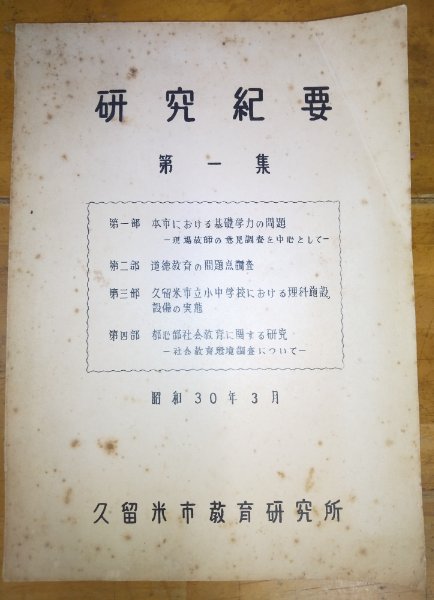 研究紀要
第一集
第一部 本市における基礎学力の問題
－現場教師の意見調査を中心として－
第二部 道徳教育の問題点調査
第三部 久留米市立小中学校における理科施設、
設備の実態
第四部 都心部社会教育に関する研究
－社会教育環境調査について－
昭和30年3月
久留米市教育研究所